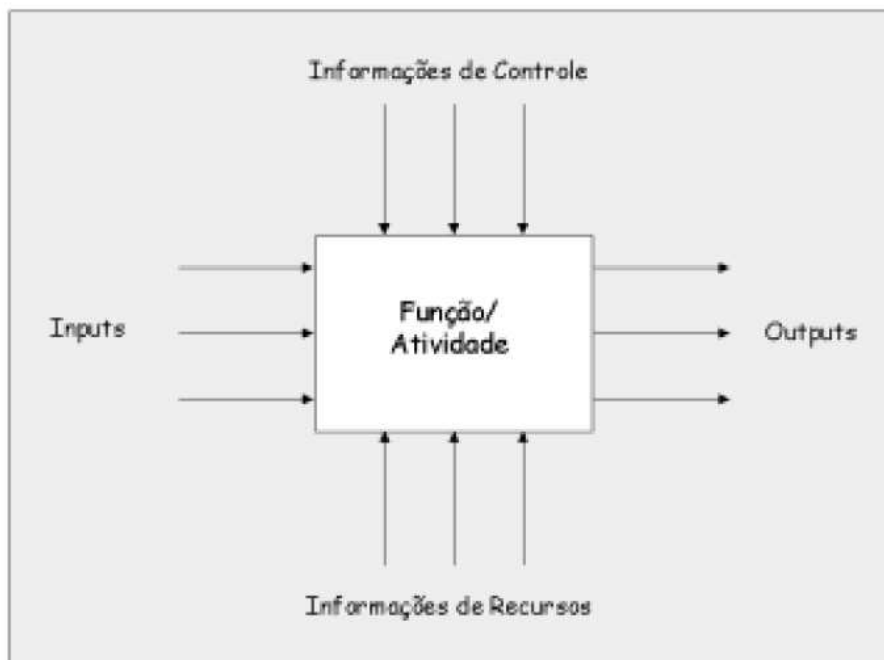 Informações de Controle
Inputs
Função/
Atividade
Outputs
Informações de Recursos